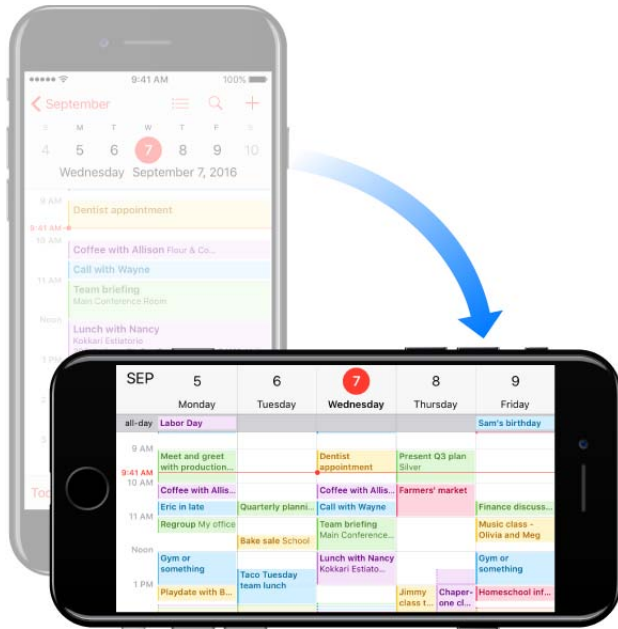 9:41 AM 100%
September
S M T W T F S
4 5 6 7 8 9 10
Wednesday September 7, 2016
9 AM
Dentist appointment
9:41 AM
10 AM
Coffee with Allison Flour & Co...
Call with Wayne
11 AM
Team briefing
Main Conference Room
Noon
Lunch with Nancy
Kokkari Estiatorio
1 PM
SEP 5 6 7 8 9
Monday Tuesday Wednesday Thursday Friday
all-day Labor Day Sam's birthday
9 AM
Meet and greet Dentist Present Q3 plan
with production... appointment Silver
9:41 AM
10 AM
Coffee with Allis... Coffee with Allis... Farmers' market
Eric in late Quarterly planni... Call with Wayne Finance discuss...
11 AM
Regroup My office Team briefing Music class -
Bake sale School Main Conference... Olivia and Meg
Noon
Gym or Lunch with Nancy Gym or
something Kokkari Estiato... something
Taco Tuesday
team lunch
1 PM
Playdate with B... Jimmy Chaper- Homeschool inf...
class t... one cl...